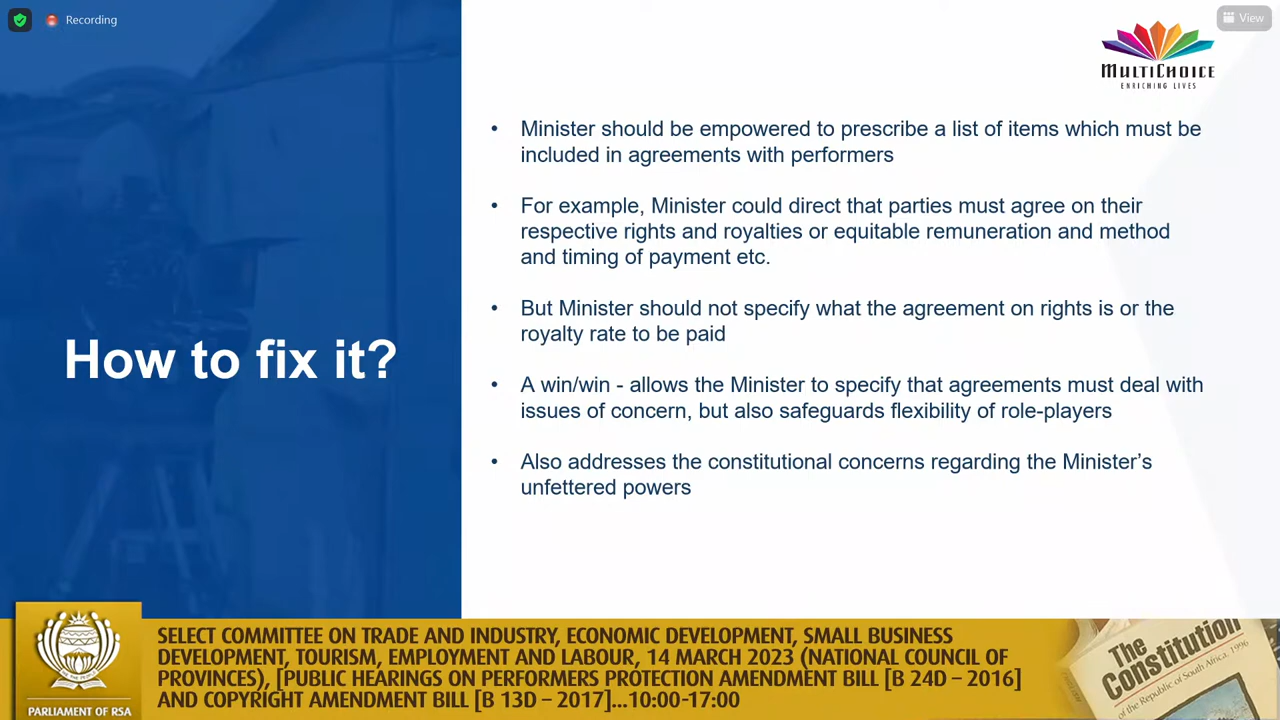 Recording
View
MULTICHOICE
ENRICHING LIVES
• Minister should be empowered to prescribe a list of items which must be
included in agreements with performers
• For example, Minister could direct that parties must agree on their
respective rights and royalties or equitable remuneration and method
and timing of payment etc.
• But Minister should not specify what the agreement on rights is or the
royalty rate to be paid
• A win/win - allows the Minister to specify that agreements must deal with
issues of concern, but also safeguards flexibility of role-players
• Also addresses the constitutional concerns regarding the Minister’s
unfettered powers
How to fix it?
SELECT COMMITTEE ON TRADE AND INDUSTRY, ECONOMIC DEVELOPMENT, SMALL BUSINESS
DEVELOPMENT, TOURISM, EMPLOYMENT AND LABOUR, 14 MARCH 2023 (NATIONAL COUNCIL OF
PROVINCES), [PUBLIC HEARINGS ON PERFORMERS PROTECTION AMENDMENT BILL [B 24D – 2016]
AND COPYRIGHT AMENDMENT BILL [B 13D – 2017]...10:00-17:00
PARLIAMENT OF RSA
The
Constitution
of the Republic of South Africa, 1996